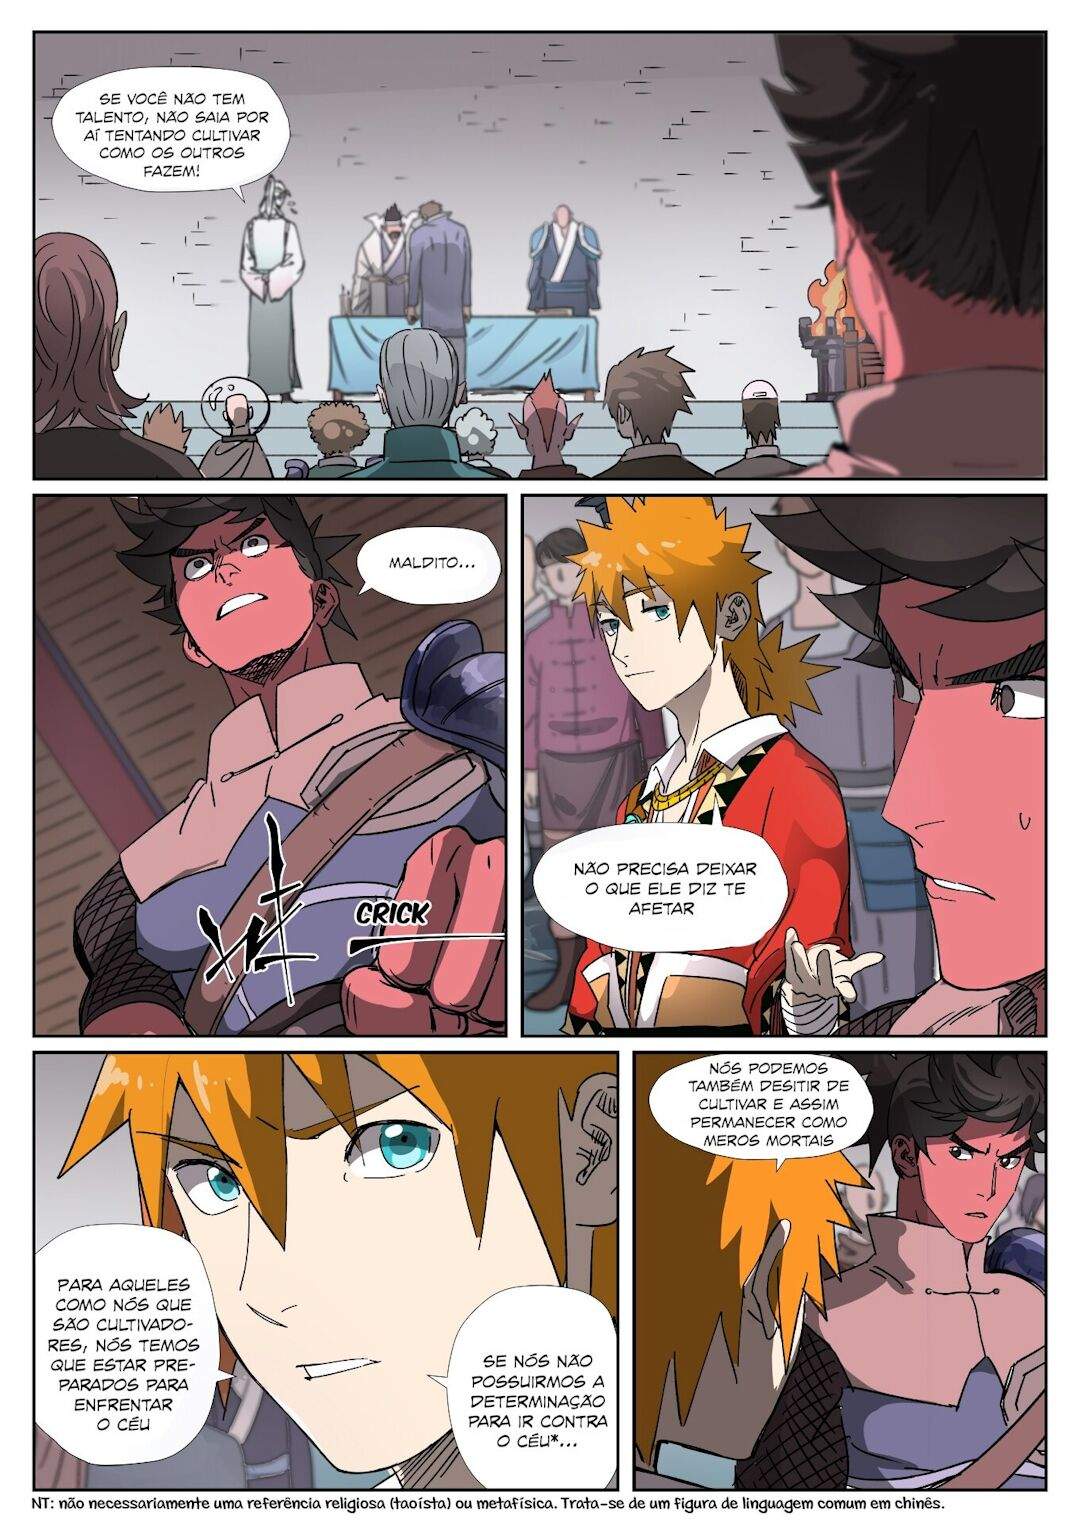 SE VOCÊ NÃO TEM
TALENTO, NÃO SAIA POR
AÍ TENTANDO CULTIVAR
COMO OS OUTROS
FAZEM!
MALDITO...
CRICK
NÃO PRECISA DEIXAR
O QUE ELE DIZ TE
AFETAR
PARA AQUELES
COMO NÓS QUE
SÃO CULTIVADO-
RES, NÓS TEMOS
QUE ESTAR PRE-
PARADOS PARA
ENFRENTAR
O CÉU
SE NÓS NÃO
POSSUIRMOS A
DETERMINAÇÃO
PARA IR CONTRA
O CÉU*...
NÓS PODEMOS
TAMBÉM DESITIR DE
CULTIVAR E ASSIM
PERMANECER COMO
MEROS MORTAIS
NT: não necessariamente uma referência religiosa (taoísta) ou metafísica. Trata-se de um figura de linguagem comum em chinês.